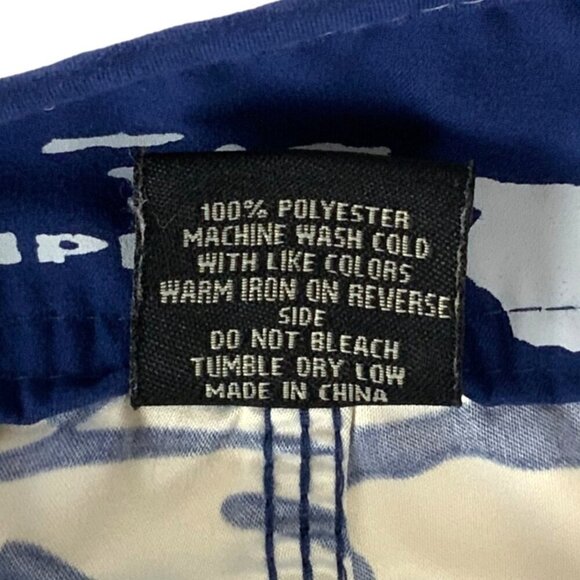 100% POLYESTER
MACHINE WASH COLD
WITH LIKE COLORS
WARM IRON ON REVERSE
SIDE
DO NOT BLEACH
TUMBLE DRY LOW
MADE IN CHINA